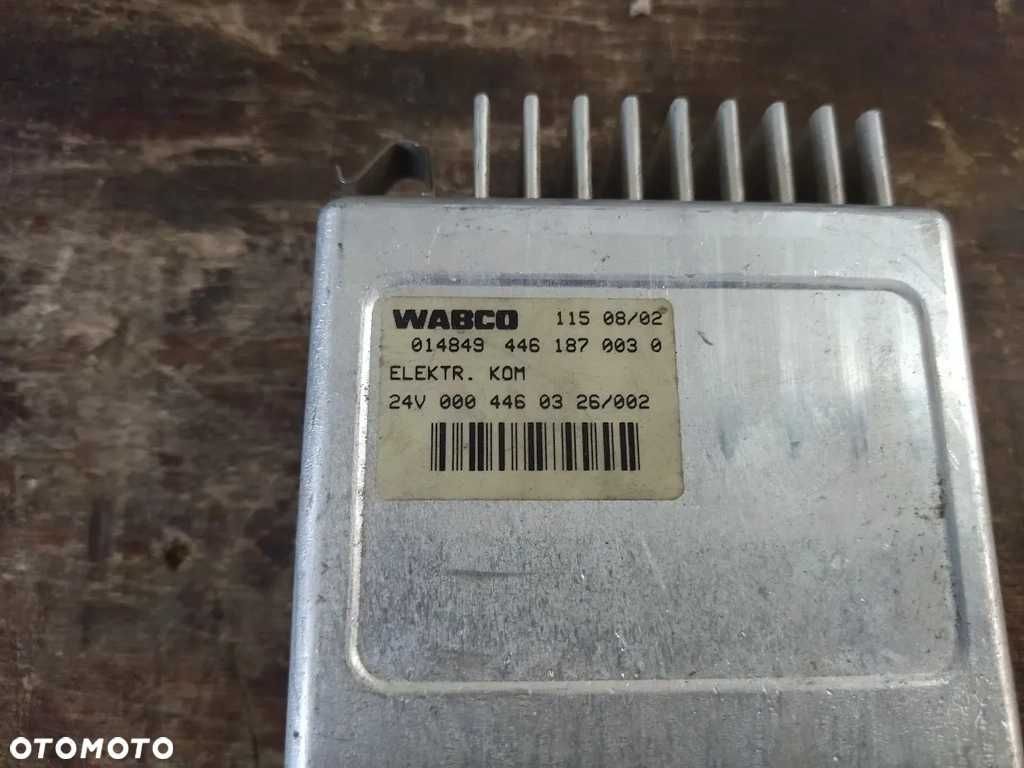 WABCO 115 08/02
014849 446 187 003 0
ELEKTR. KOM
24V 000 446 03 26/002
OTOMOTO